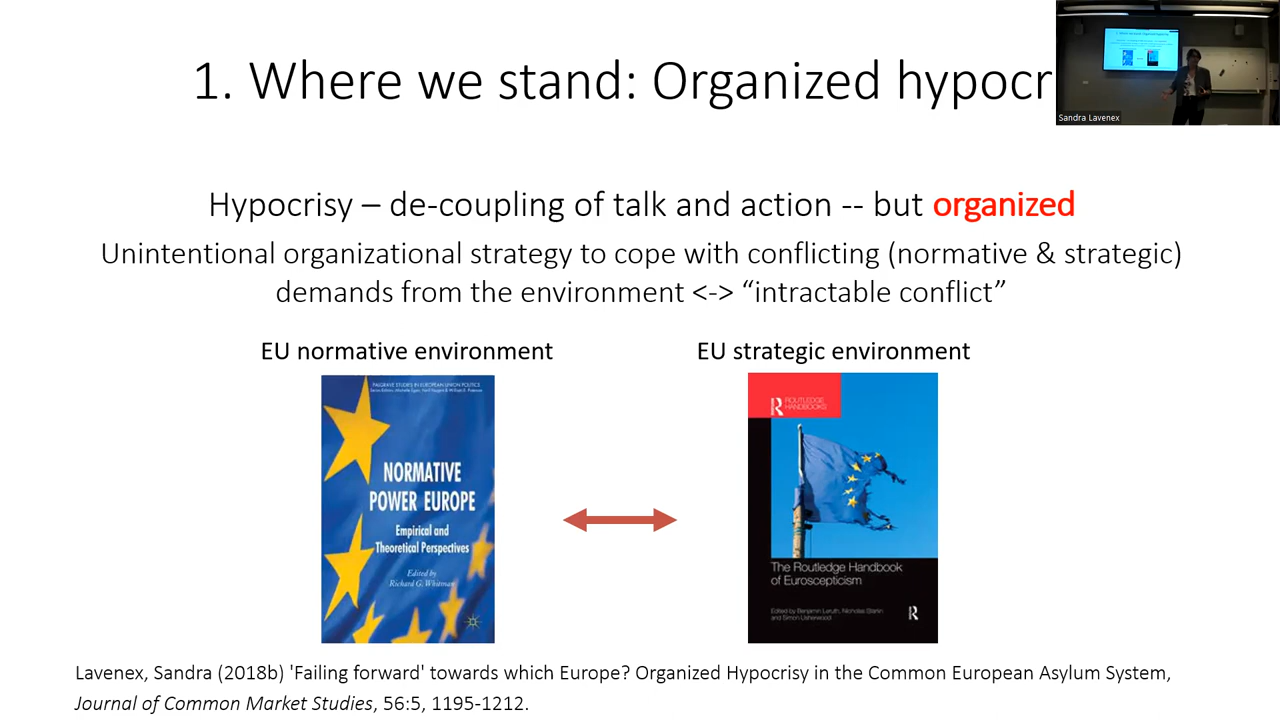 1. Where we stand: Organized hypocr
Sandra Lavenex
Hypocrisy – de-coupling of talk and action -- but organized
Unintentional organizational strategy to cope with conflicting (normative & strategic)
demands from the environment <-> “intractable conflict”
EU normative environment
EU strategic environment
PALGRAVE STUDIES IN EUROPEAN UNION POLITICS
NORMATIVE
POWER EUROPE
Empirical and
Theoretical Perspectives
Edited by
Richard G. Whitman
R
ROUTLEDGE
HANDBOOKS
The Routledge Handbook
of Euroscepticism
Edited by Benjamin Leruth, Nicholas Startin
and Simon Usherwood
R
Lavenex, Sandra (2018b) 'Failing forward' towards which Europe? Organized Hypocrisy in the Common European Asylum System,
Journal of Common Market Studies, 56:5, 1195-1212.